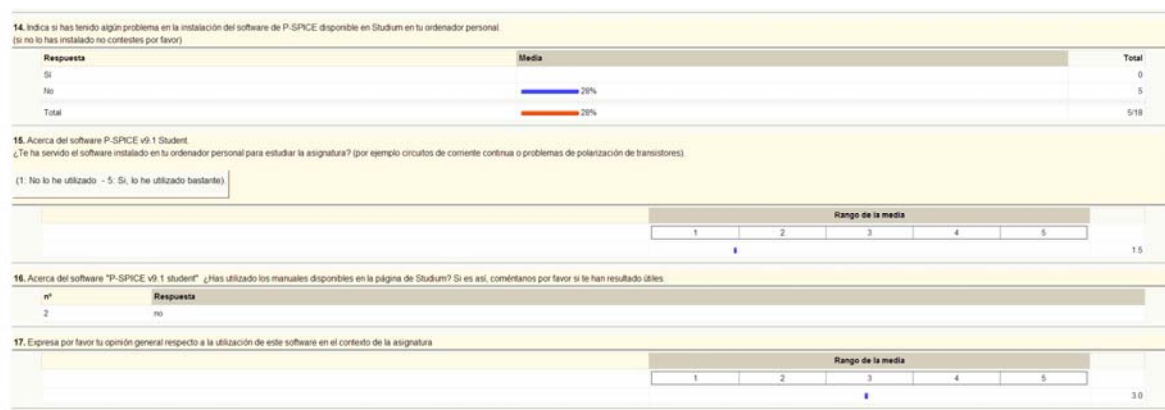 14. Indica si has tenido algún problema en la instalación del software de P-SPICE disponible en Studium en tu ordenador personal.
(si no lo has instalado no contestes por favor)
Respuesta Media Total
Sí 0
No 28% 5
Total 28% 5/18
15. Acerca del software P-SPICE v9.1 Student.
¿Te ha servido el software instalado en tu ordenador personal para estudiar la asignatura? (por ejemplo circuitos de corriente continua o problemas de polarización de transistores).
(1: No lo he utilizado - 5: Si, lo he utilizado bastante).
Rango de la media
1 2 3 4 5
1.5
16. Acerca del software "P-SPICE v9.1 student" ¿Has utilizado los manuales disponibles en la página de Studium? Si es así, coméntanos por favor si te han resultado útiles.
nº Respuesta
2 no
17. Expresa por favor tu opinión general respecto a la utilización de este software en el contexto de la asignatura
Rango de la media
1 2 3 4 5
3.0